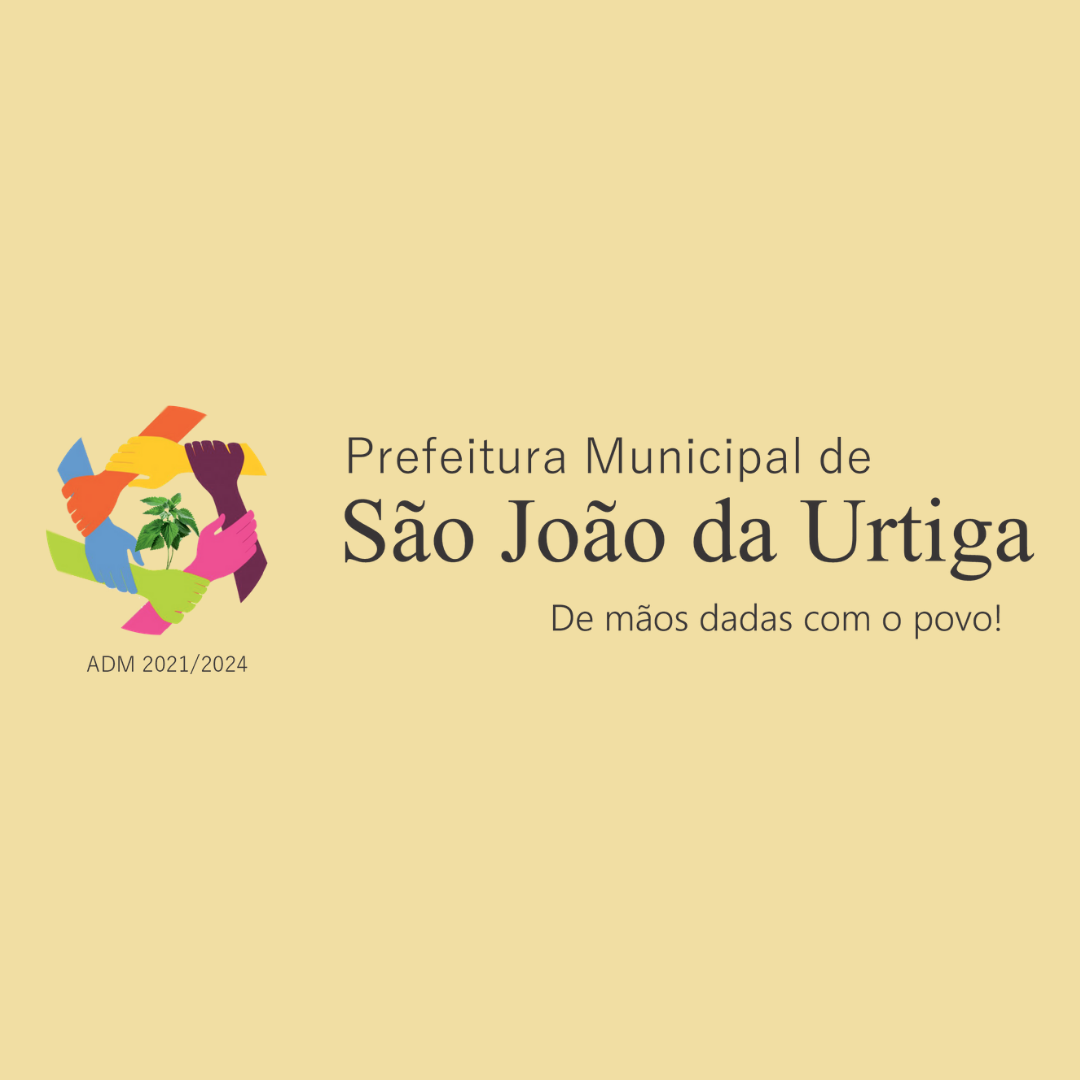 Prefeitura Municipal de
São João da Urtiga
De mãos dadas com o povo!
ADM 2021/2024